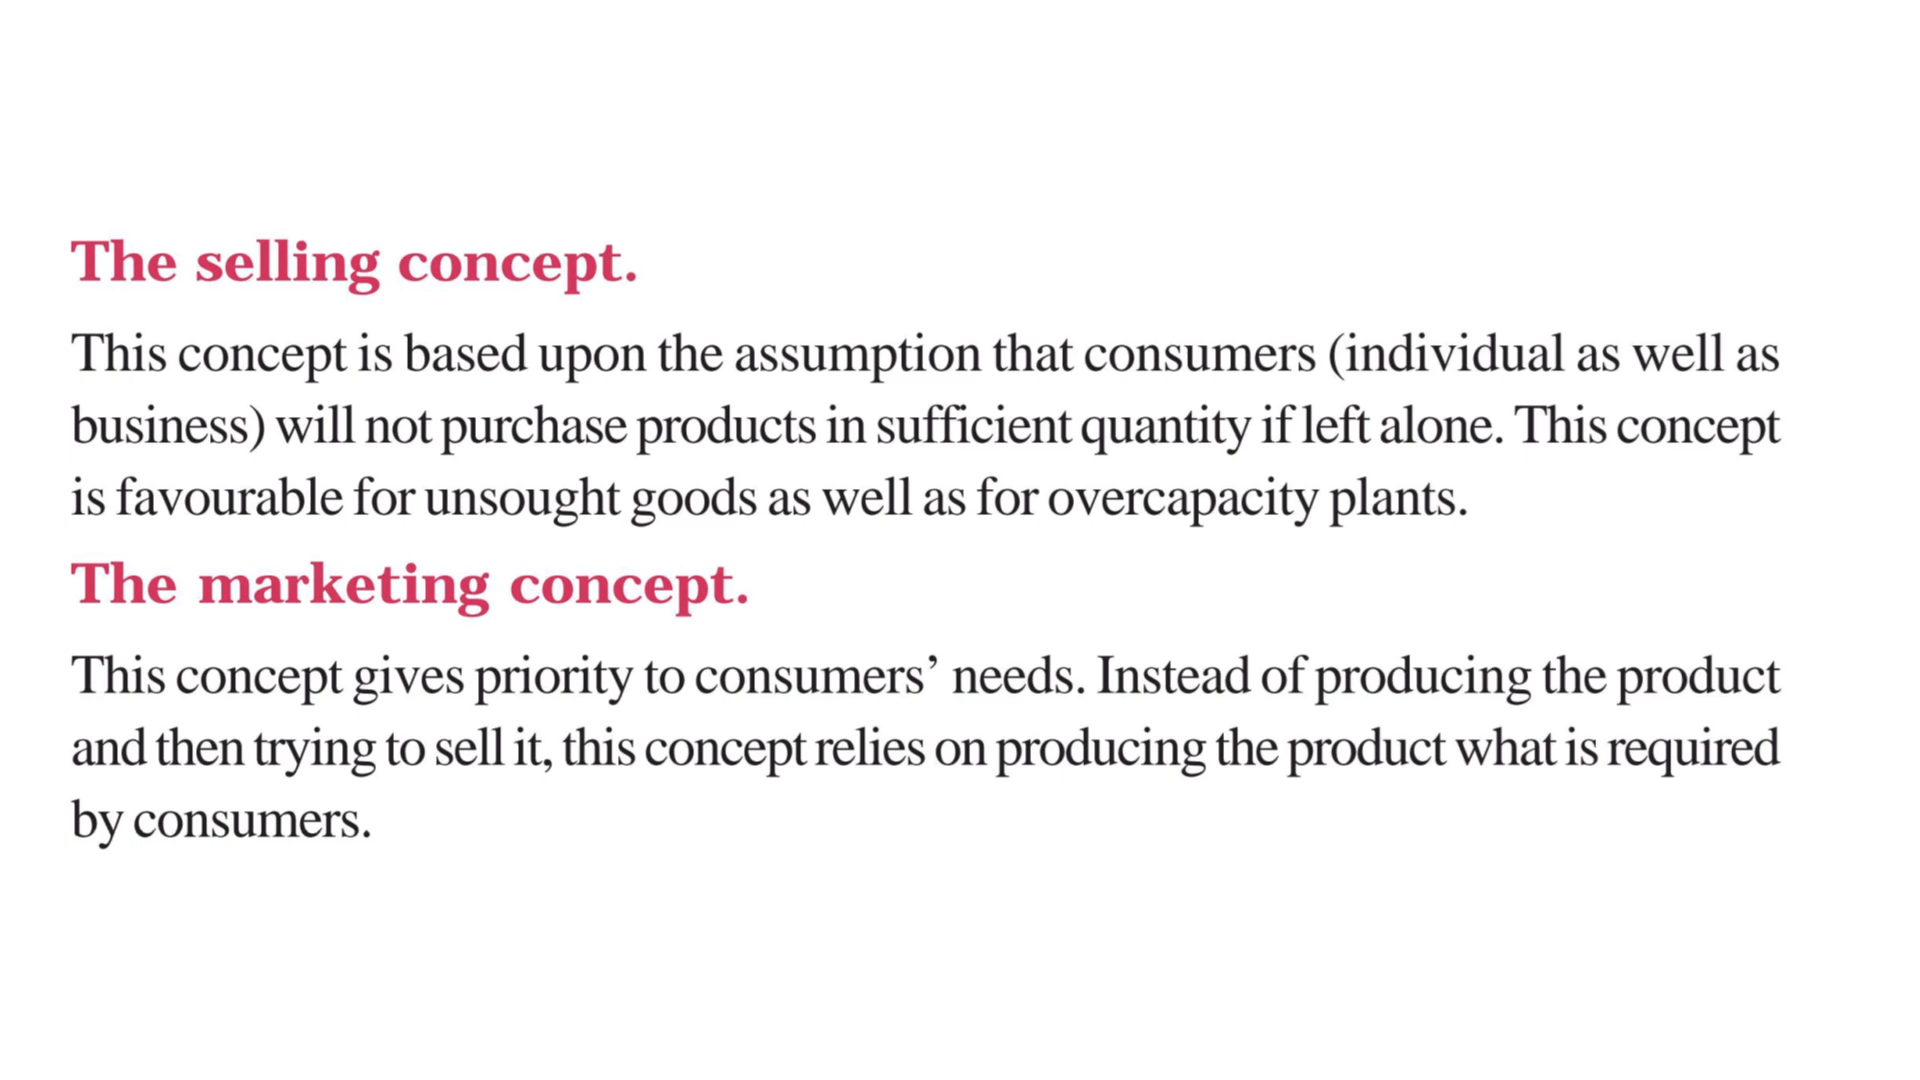 The selling concept.
This concept is based upon the assumption that consumers (individual as well as
business) will not purchase products in sufficient quantity if left alone. This concept
is favourable for unsought goods as well as for overcapacity plants.
The marketing concept.
This concept gives priority to consumers’ needs. Instead of producing the product
and then trying to sell it, this concept relies on producing the product what is required
by consumers.